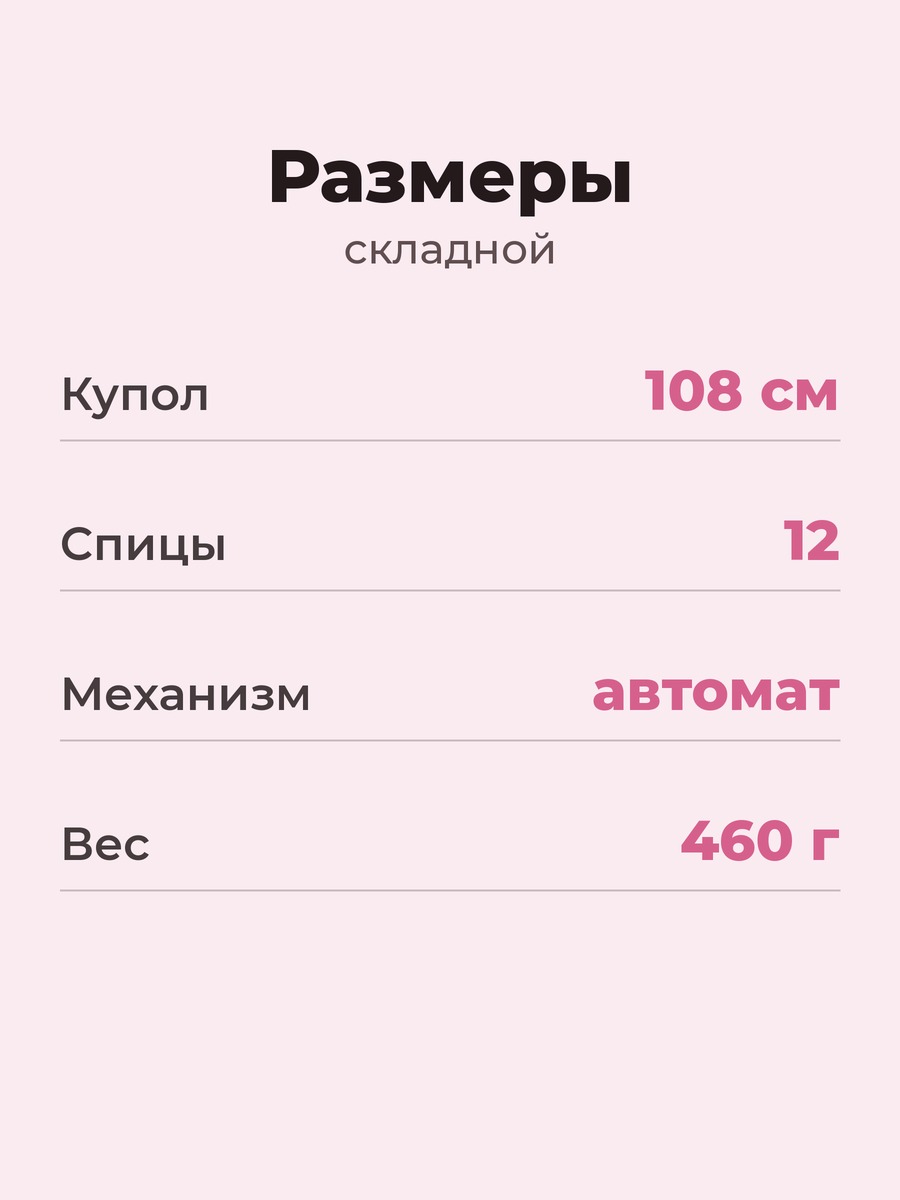 Размеры
складной
Купол 108 см
Спицы 12
Механизм автомат
Вес 460 г